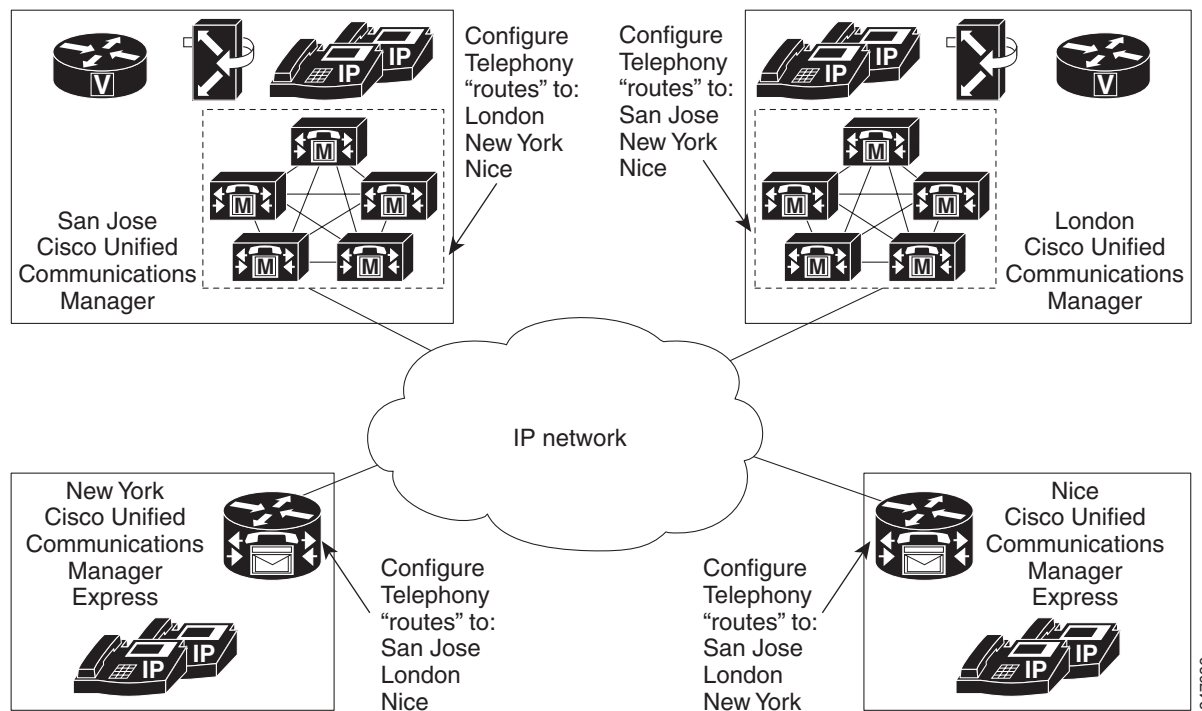 Configure
Telephony
“routes” to:
London
New York
Nice
Configure
Telephony
“routes” to:
San Jose
New York
Nice
V
IP
IP
IP
IP
V
M
M
M
M
M
M
M
M
M
M
San Jose
Cisco Unified
Communications
Manager
London
Cisco Unified
Communications
Manager
IP network
New York
Cisco Unified
Communications
Manager
Express
IP
IP
Configure
Telephony
“routes” to:
San Jose
London
Nice
Configure
Telephony
“routes” to:
San Jose
London
New York
Nice
Cisco Unified
Communications
Manager
Express
IP
IP